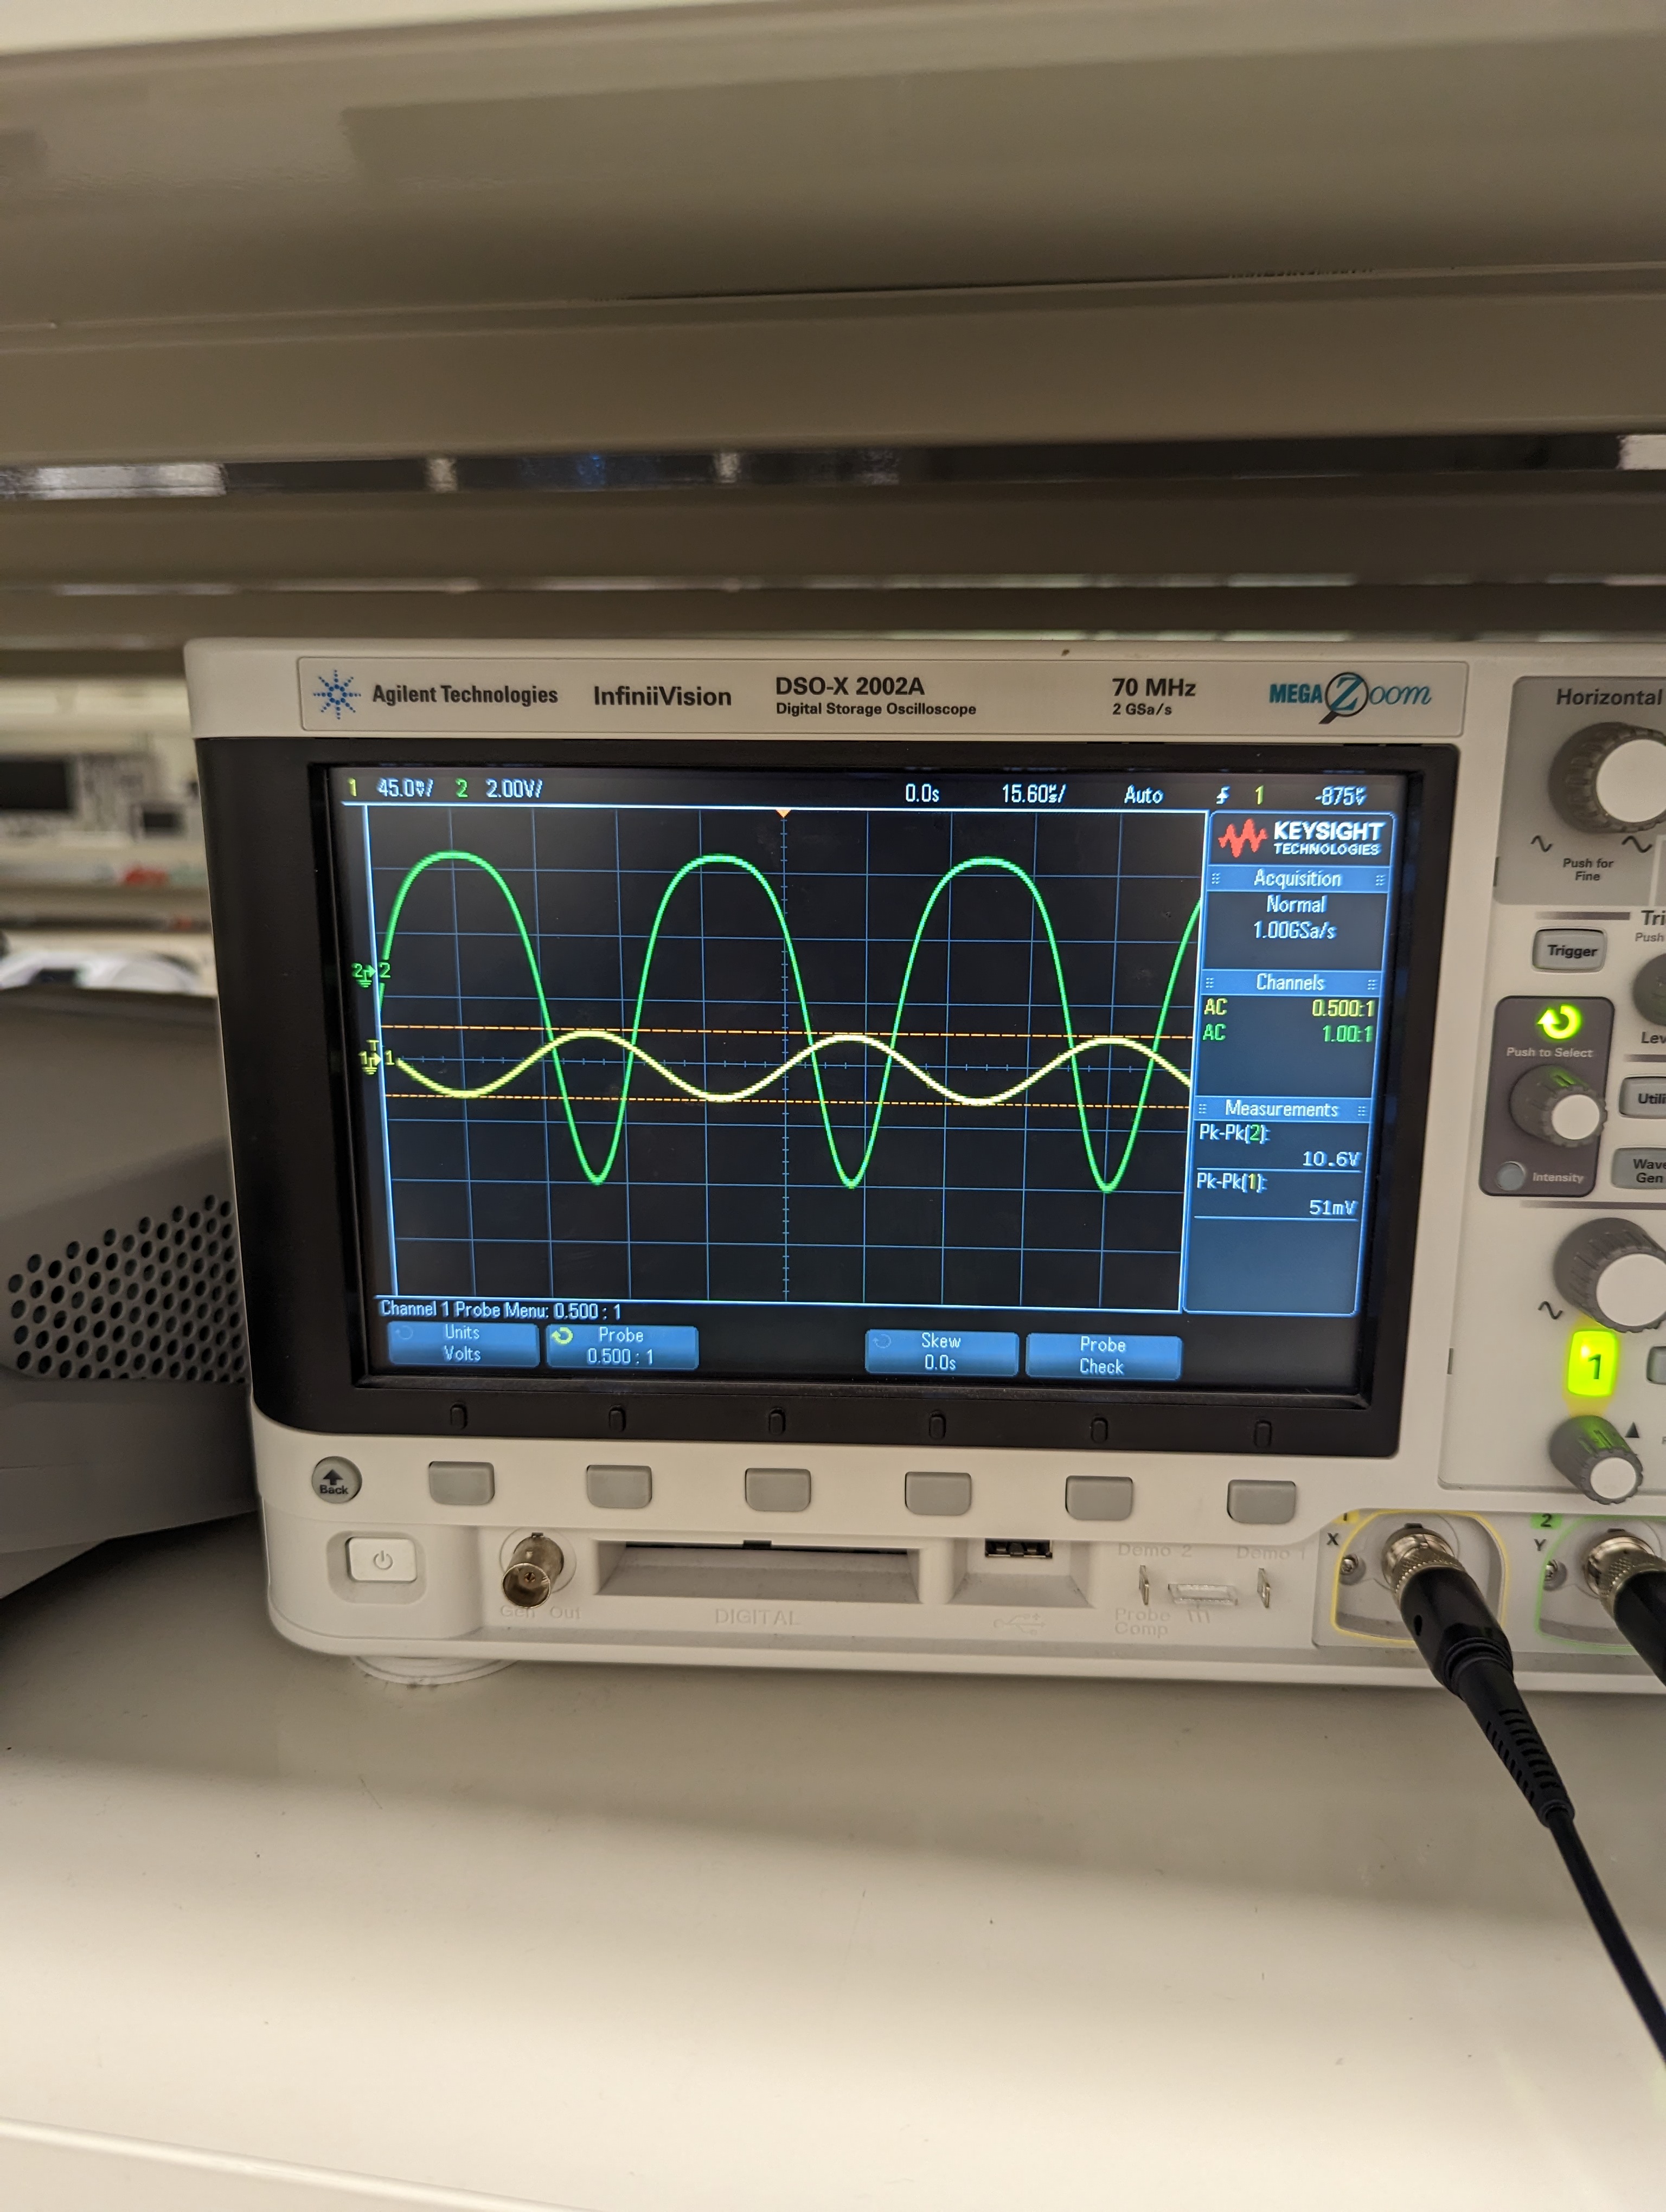 Agilent Technologies InfiniiVision DSO-X 2002A 70 MHz MEGA Zoom
Digital Storage Oscilloscope 2 GSa/s
Horizontal
Push for
Fine
1 45.0mV/ 2 2.00V/ 0.0s 15.60µs/ Auto 1 -875µV
KEYSIGHT
TECHNOLOGIES
Acquisition
Normal
1.00GSa/s
Channels
AC 0.500:1
AC 1.00:1
Measurements
Pk-Pk(2):
10.6V
Pk-Pk(1):
51mV
2 2
T
1 1
Channel 1 Probe Menu: 0.500 : 1
Units
Volts
Probe
0.500 : 1
Skew
0.0s
Probe
Check
Trigger
Push
Push to Select
Intensity
Wave
Gen
1
Back
Gen Out
DIGITAL
Demo 2
Demo 1
Probe
Comp
1
X
2
Y